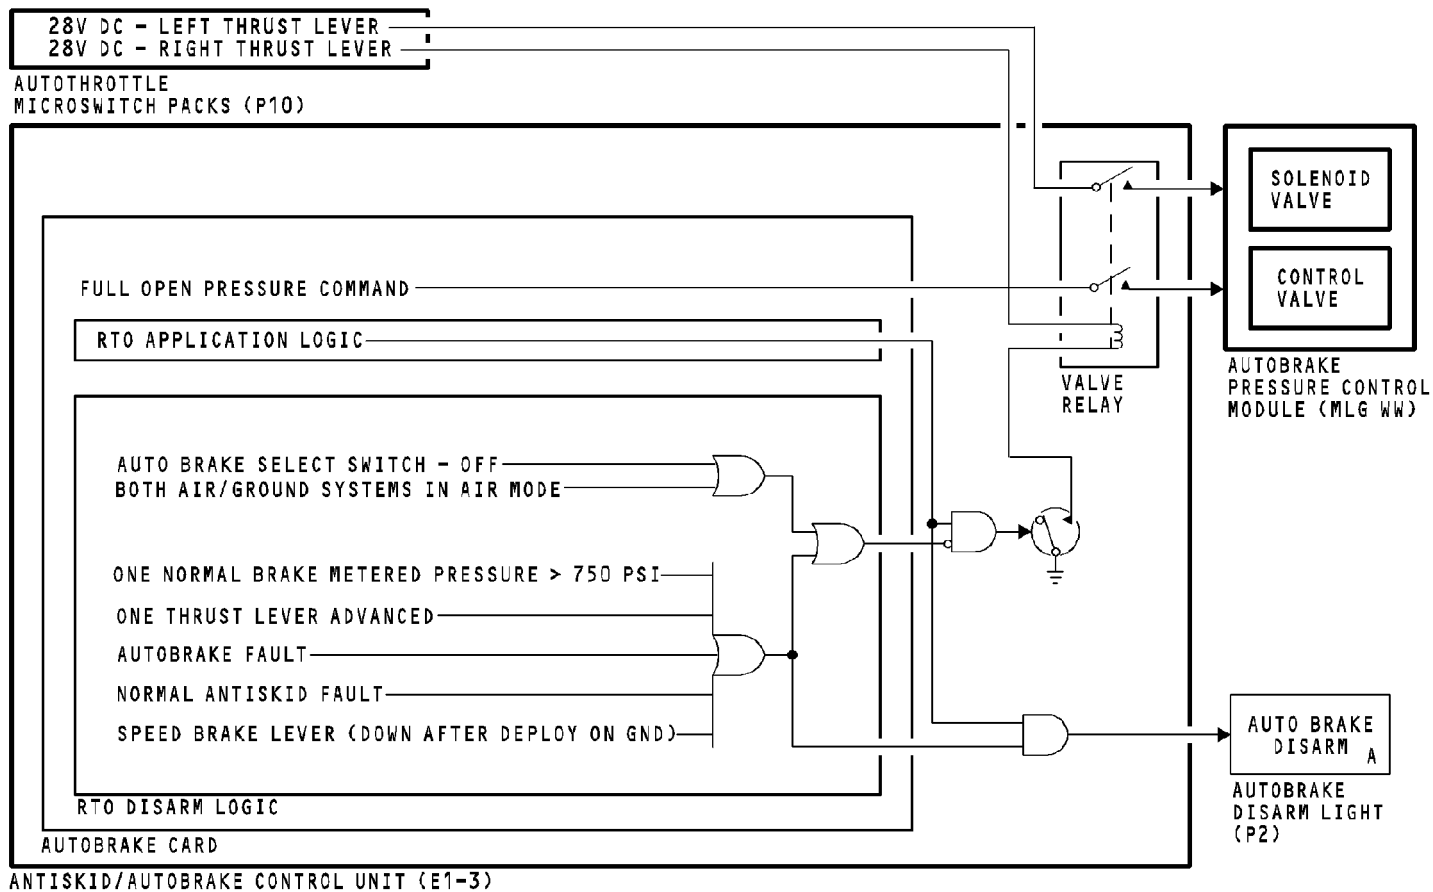 28V DC - LEFT THRUST LEVER
28V DC - RIGHT THRUST LEVER
AUTOTHROTTLE
MICROSWITCH PACKS (P10)
SOLENOID
VALVE
FULL OPEN PRESSURE COMMAND
CONTROL
VALVE
RTO APPLICATION LOGIC
VALVE
RELAY
AUTOBRAKE
PRESSURE CONTROL
MODULE (MLG WW)
AUTO BRAKE SELECT SWITCH - OFF
BOTH AIR/GROUND SYSTEMS IN AIR MODE
ONE NORMAL BRAKE METERED PRESSURE > 750 PSI
ONE THRUST LEVER ADVANCED
AUTOBRAKE FAULT
NORMAL ANTISKID FAULT
SPEED BRAKE LEVER (DOWN AFTER DEPLOY ON GND)
AUTO BRAKE
DISARM A
RTO DISARM LOGIC
AUTOBRAKE
DISARM LIGHT
(P2)
AUTOBRAKE CARD
ANTISKID/AUTOBRAKE CONTROL UNIT (E1-3)